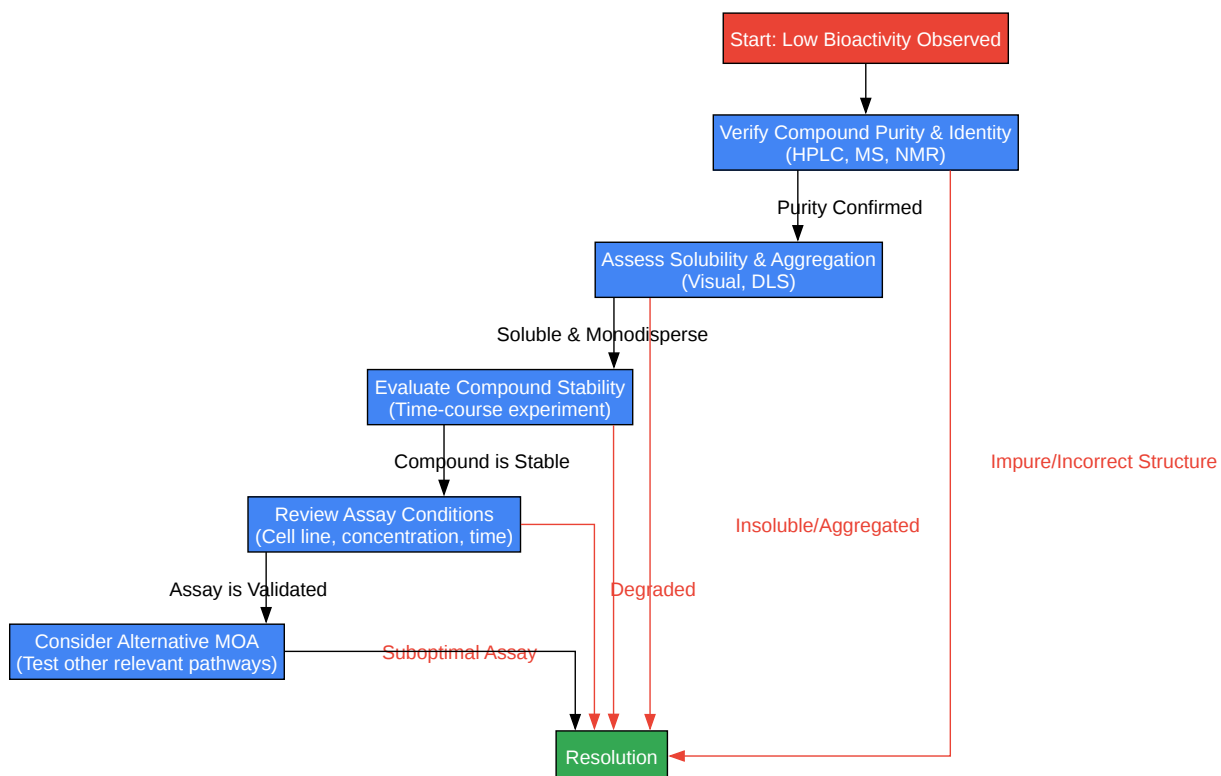 Start: Low Bioactivity Observed
Verify Compound Purity & Identity
(HPLC, MS, NMR)
Purity Confirmed
Assess Solubility & Aggregation
(Visual, DLS)
Soluble & Monodisperse
Evaluate Compound Stability
(Time-course experiment)
Compound is Stable
Impure/Incorrect Structure
Review Assay Conditions
(Cell line, concentration, time)
Insoluble/Aggregated
Assay is Validated
Degraded
Consider Alternative MOA
(Test other relevant pathways)
Suboptimal Assay
Resolution